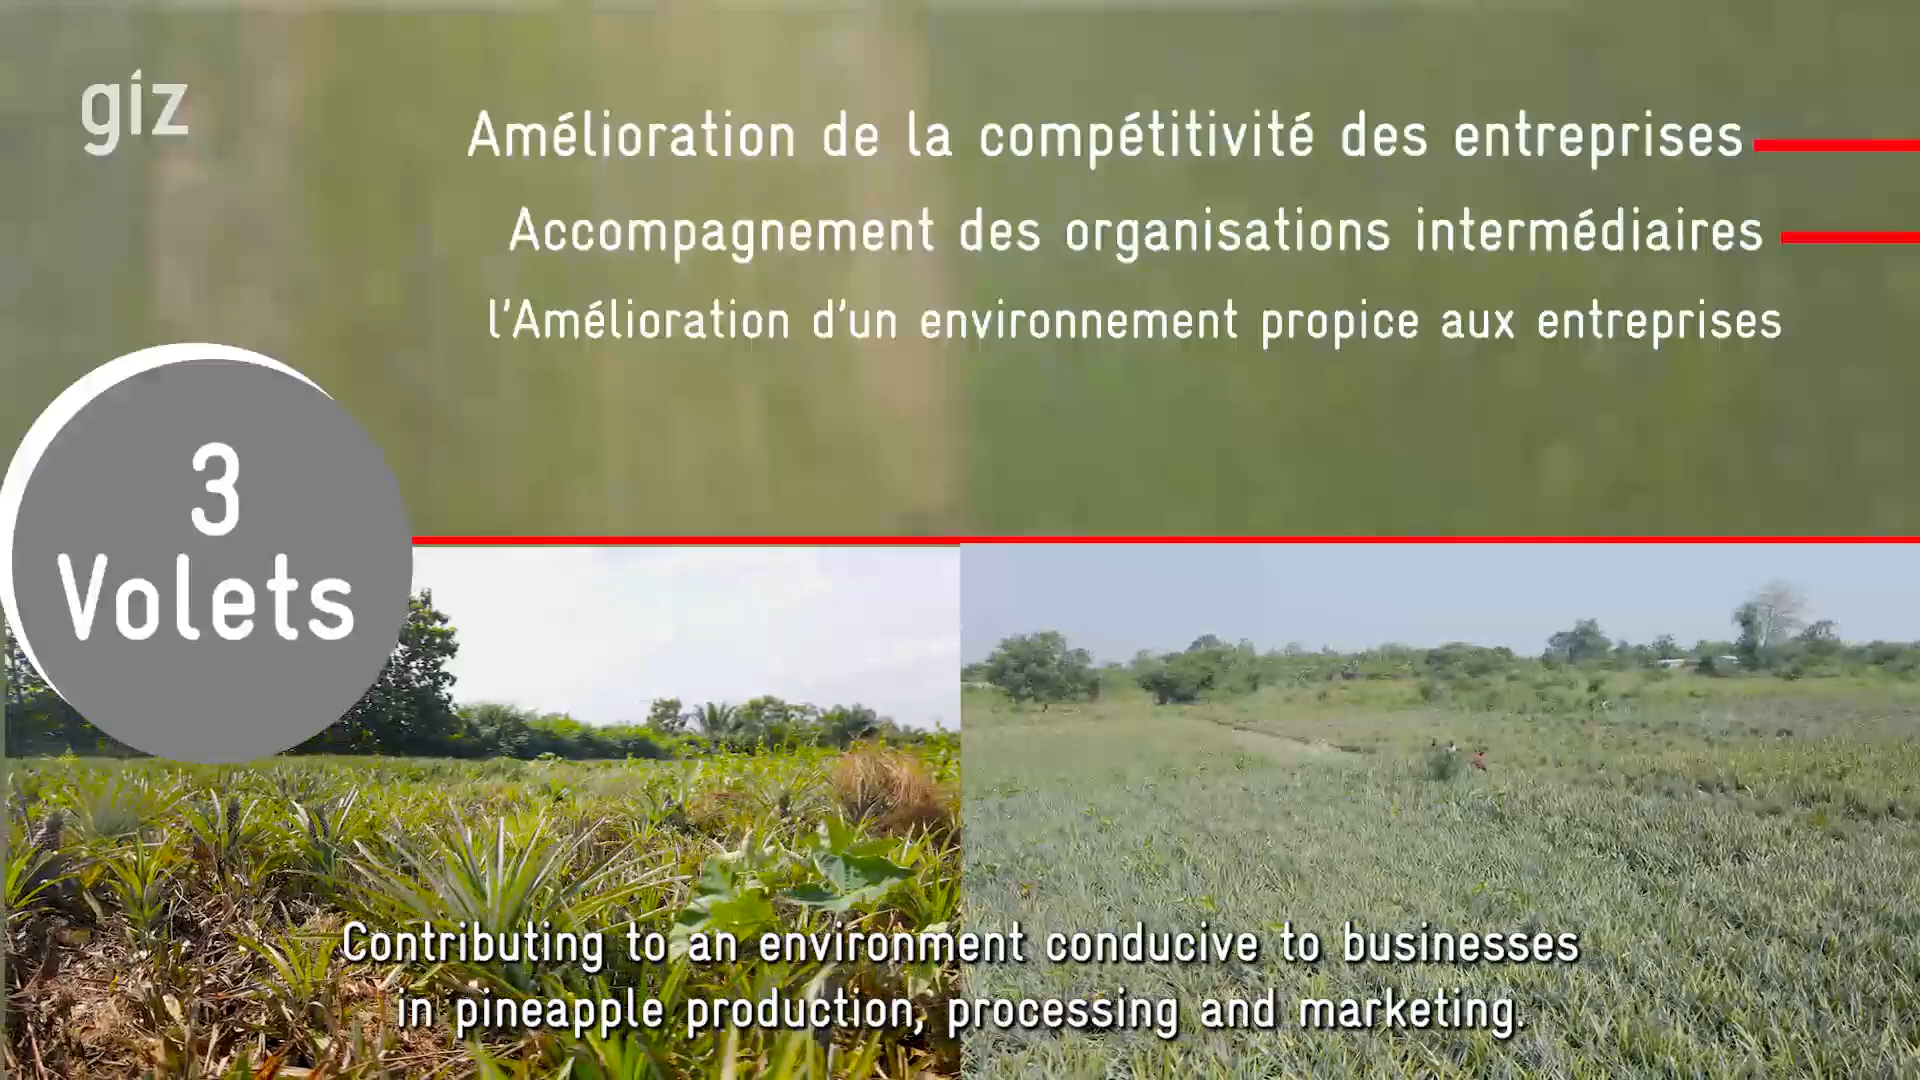 giz
Amélioration de la compétitivité des entreprises
Accompagnement des organisations intermédiaires
l'Amélioration d'un environnement propice aux entreprises
3
Volets
Contributing to an environment conducive to businesses
in pineapple production, processing and marketing.